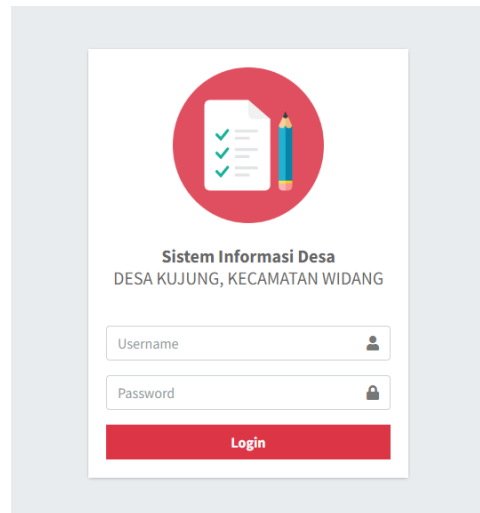 Sistem Informasi Desa
DESA KUJUNG, KECAMATAN WIDANG
Username
Password
Login